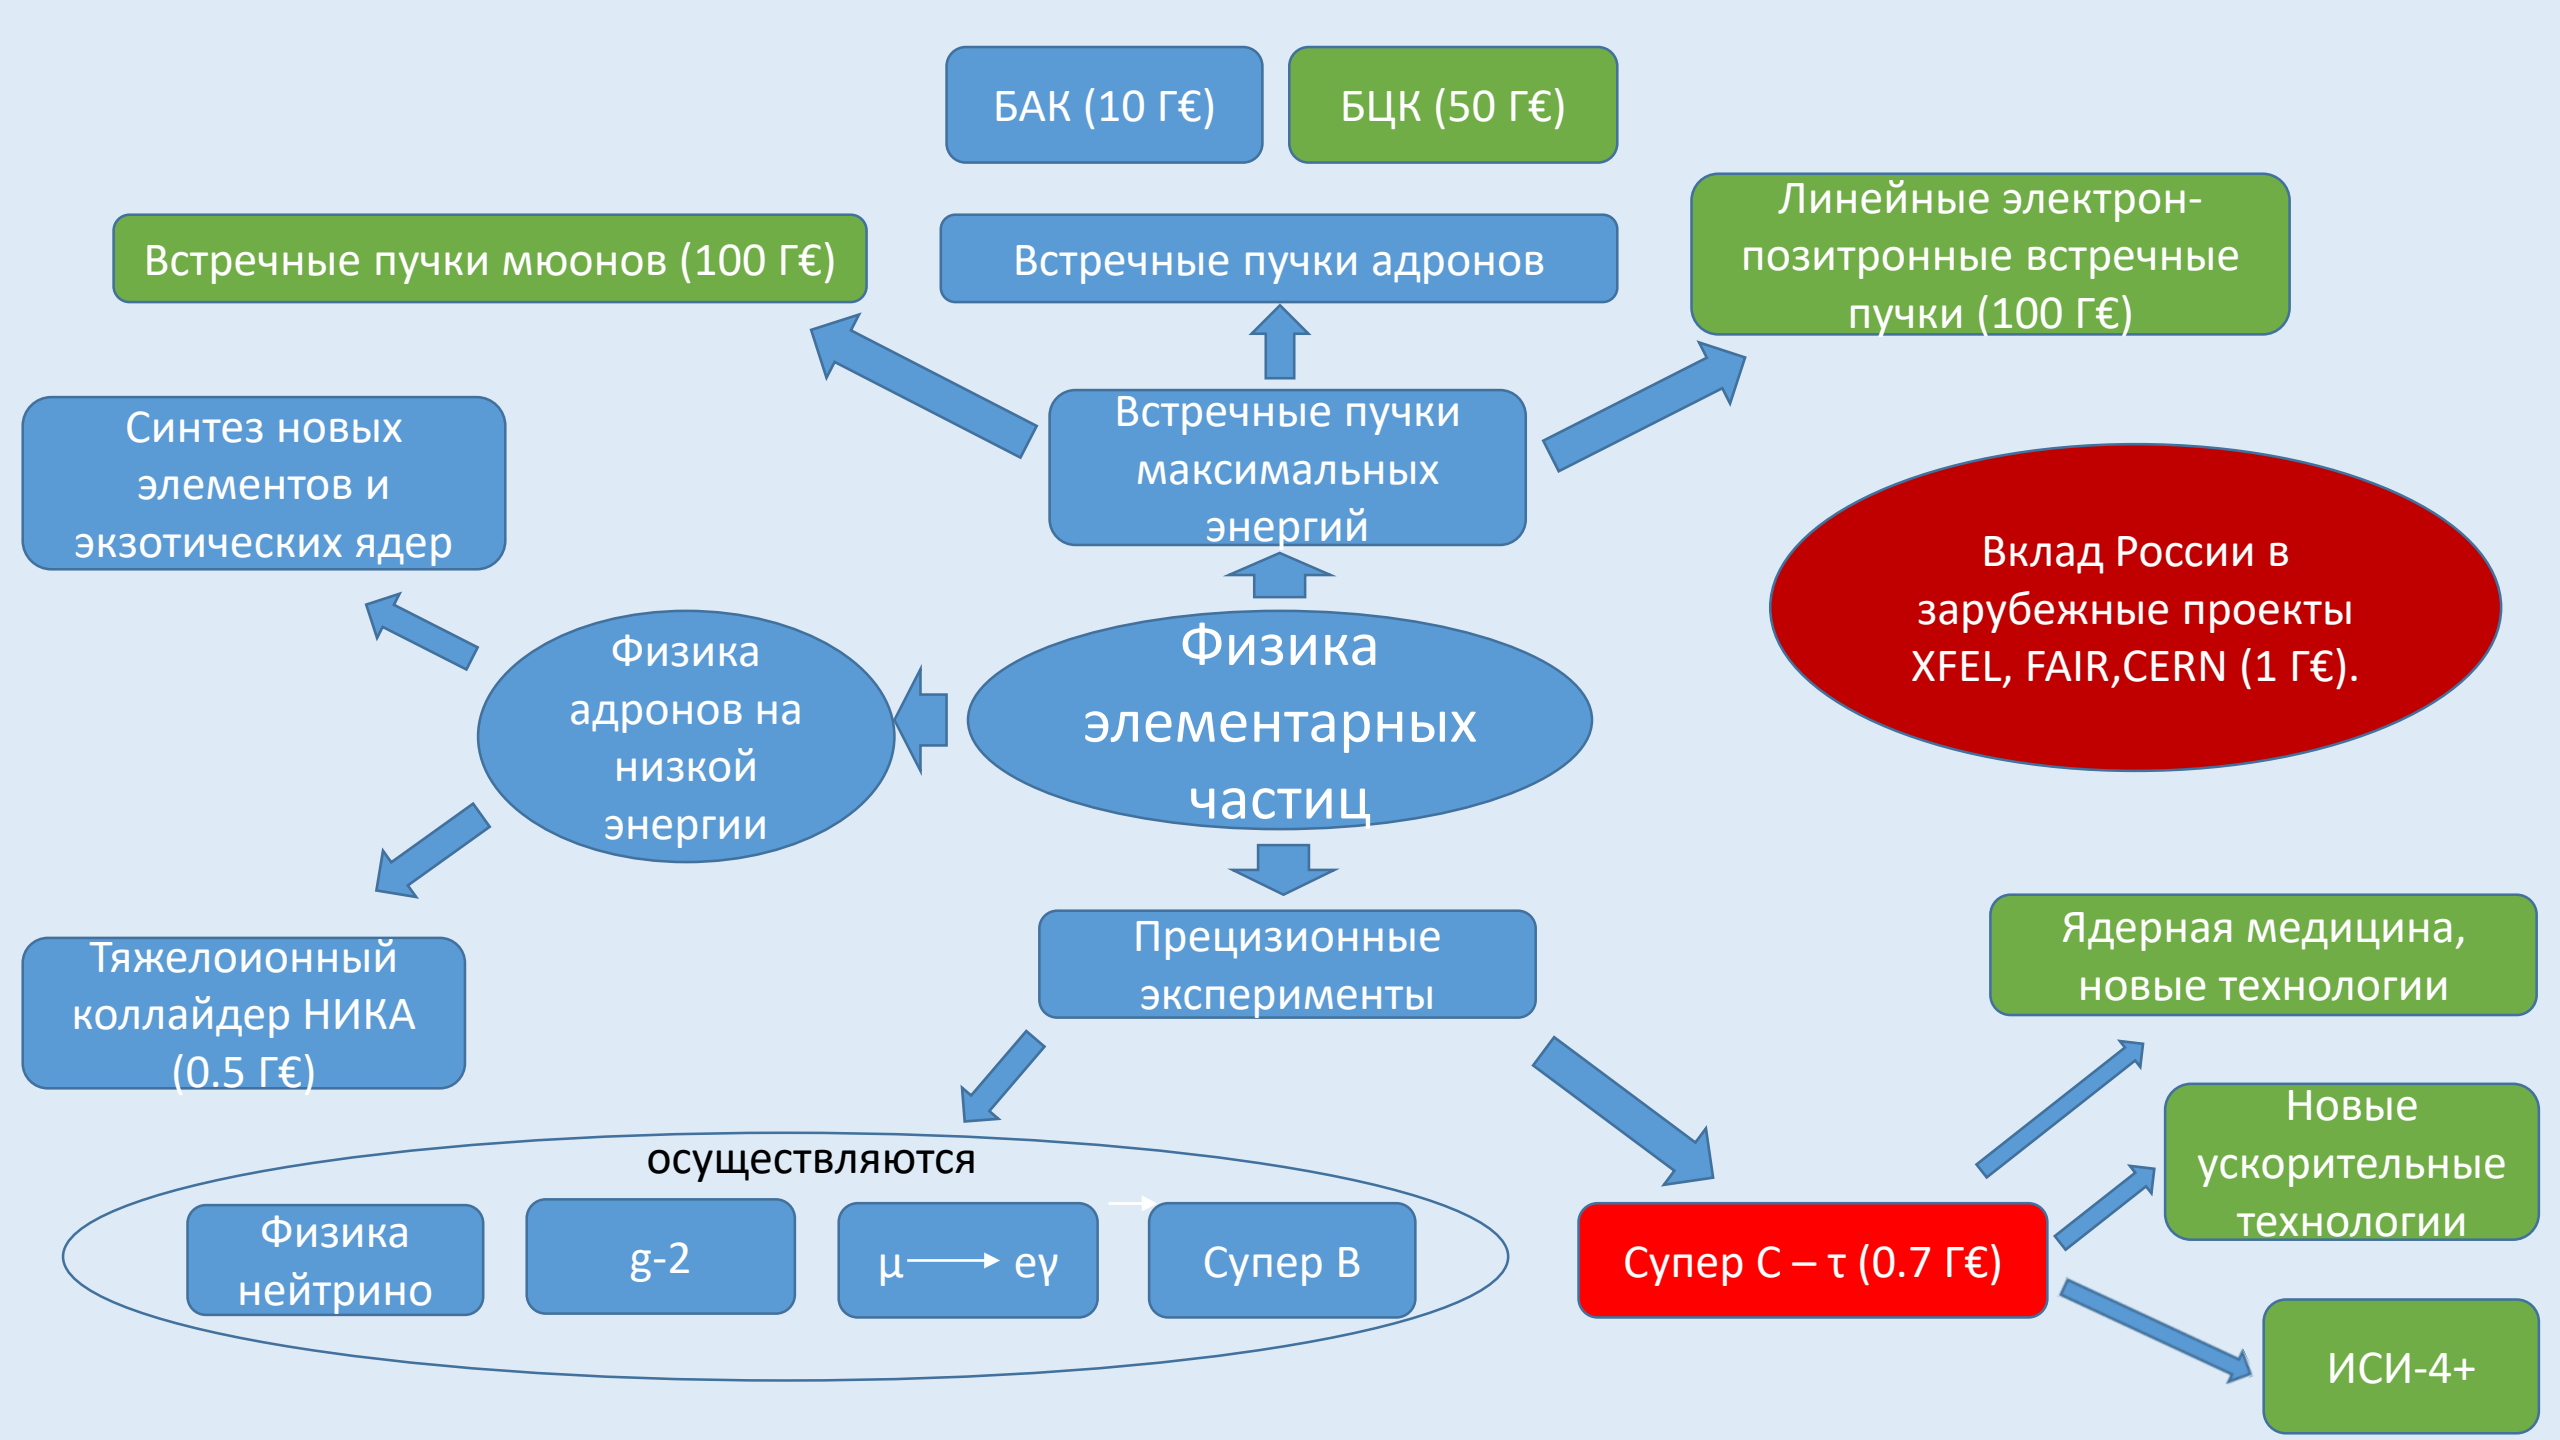 БАК (10 Г€)
БЦК (50 Г€)
Встречные пучки мюонов (100 Г€)
Встречные пучки адронов
Линейные электрон-
позитронные встречные
пучки (100 Г€)
Синтез новых
элементов и
экзотических ядер
Встречные пучки
максимальных
энергий
Вклад России в
зарубежные проекты
XFEL, FAIR,CERN (1 Г€).
Физика
адронов на
низкой
энергии
Физика
элементарных
частиц
Тяжелоионный
коллайдер НИКА
(0.5 Г€)
Прецизионные
эксперименты
Ядерная медицина,
новые технологии
Новые
ускорительные
технологии
осуществляются
Физика
нейтрино
g-2
μ → eγ
Супер В
Супер С – τ (0.7 Г€)
ИСИ-4+